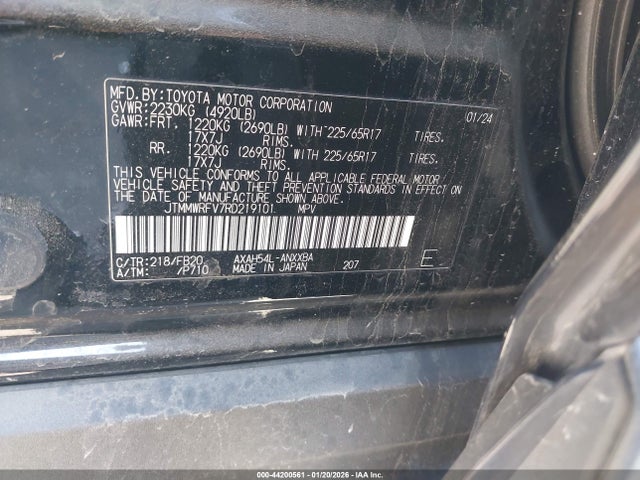 MFD.BY:TOYOTA MOTOR CORPORATION 01/24
GVWR:2230KG (4920LB)
GAWR:FRT. 1220KG (2690LB) WITH 225/65R17 TIRES.
17X7J RIMS.
RR. 1220KG (2690LB) WITH 225/65R17 TIRES.
17X7J RIMS.
THIS VEHICLE CONFORMS TO ALL APPLICABLE FEDERAL MOTOR
VEHICLE SAFETY AND THEFT PREVENTION STANDARDS IN EFFECT ON
THE DATE OF MANUFACTURE SHOWN ABOVE.
JTMMWRFV7RD219101 MPV
C/TR:218/FB20 AXAH54L-ANXXBA
A/TM: /P710 MADE IN JAPAN 207 E
000-44200561 - 01/20/2026 - IAA Holdings, LLC.